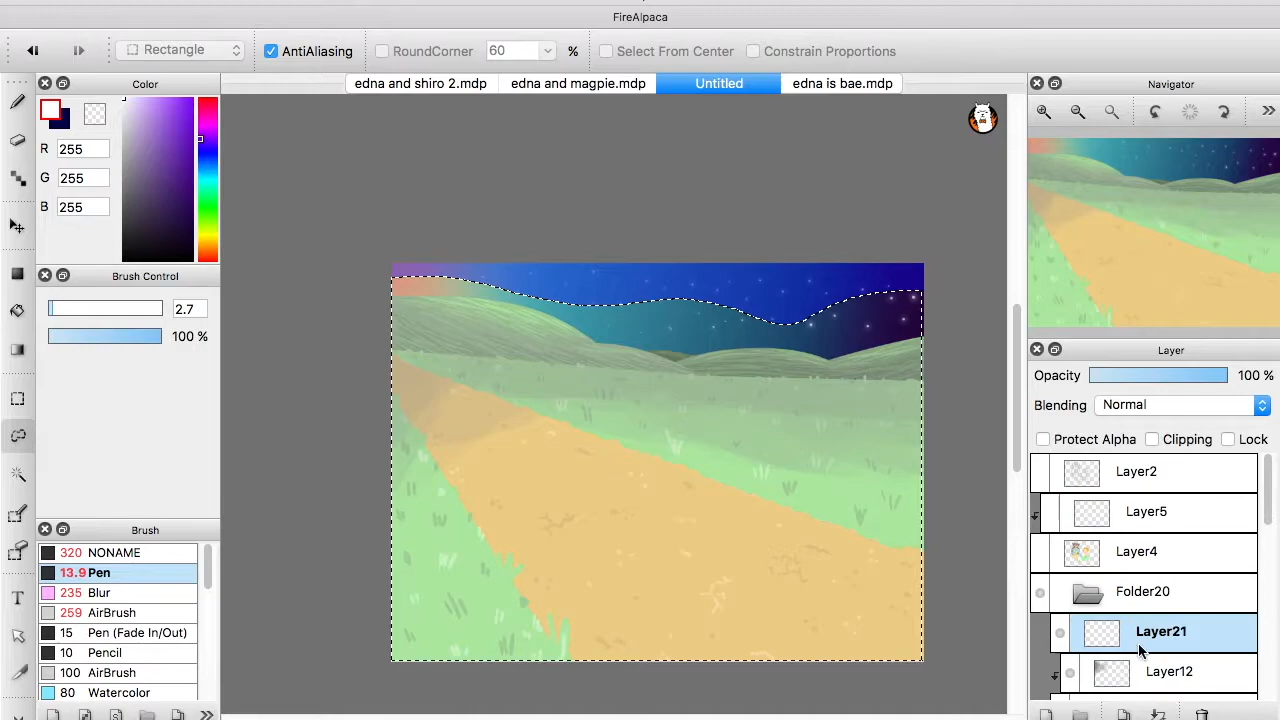 FireAlpaca
Rectangle AntiAliasing RoundCorner 60 % Select From Center Constrain Proportions
Color
edna and shiro 2.mdp edna and magpie.mdp Untitled edna is bae.mdp
Navigator
R 255
G 255
B 255
Brush Control
2.7
100 %
Brush
320 NONAME
13.9 Pen
235 Blur
259 AirBrush
15 Pen (Fade In/Out)
10 Pencil
100 AirBrush
80 Watercolor
Layer
Opacity 100 %
Blending Normal
Protect Alpha Clipping Lock
Layer2
Layer5
Layer4
Folder20
Layer21
Layer12